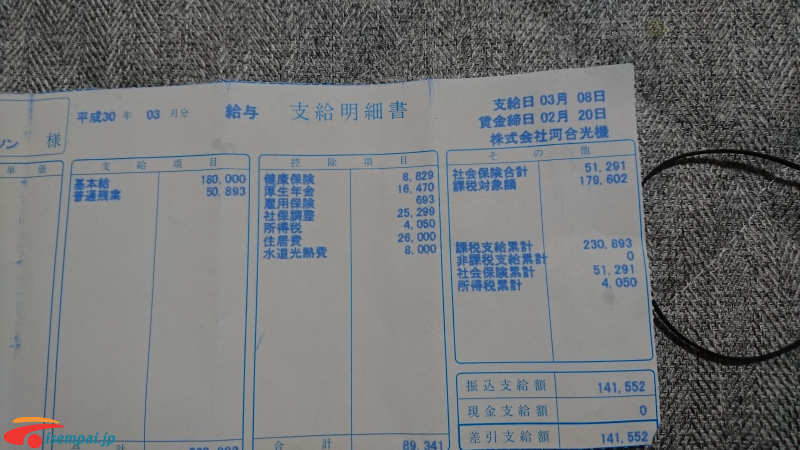 平成30 年 03 月分 給与 支給明細書
支給日 03月 08日
賃金締日 02月 20日
株式会社河合光機
ソン 様
単価
支給項目
基本給 180,000
普通残業 50,893
控除項目
健康保険 8,829
厚生年金 16,470
雇用保険 693
社保調整 25,299
所得税 4,050
住居費 26,000
水道光熱費 8,000
合計 89,341
その他
社会保険合計 51,291
課税対象額 179,602
課税支給累計 230,893
非課税支給累計 0
社会保険累計 51,291
所得税累計 4,050
振込支給額 141,552
現金支給額 0
差引支給額 141,552
isempai.jp